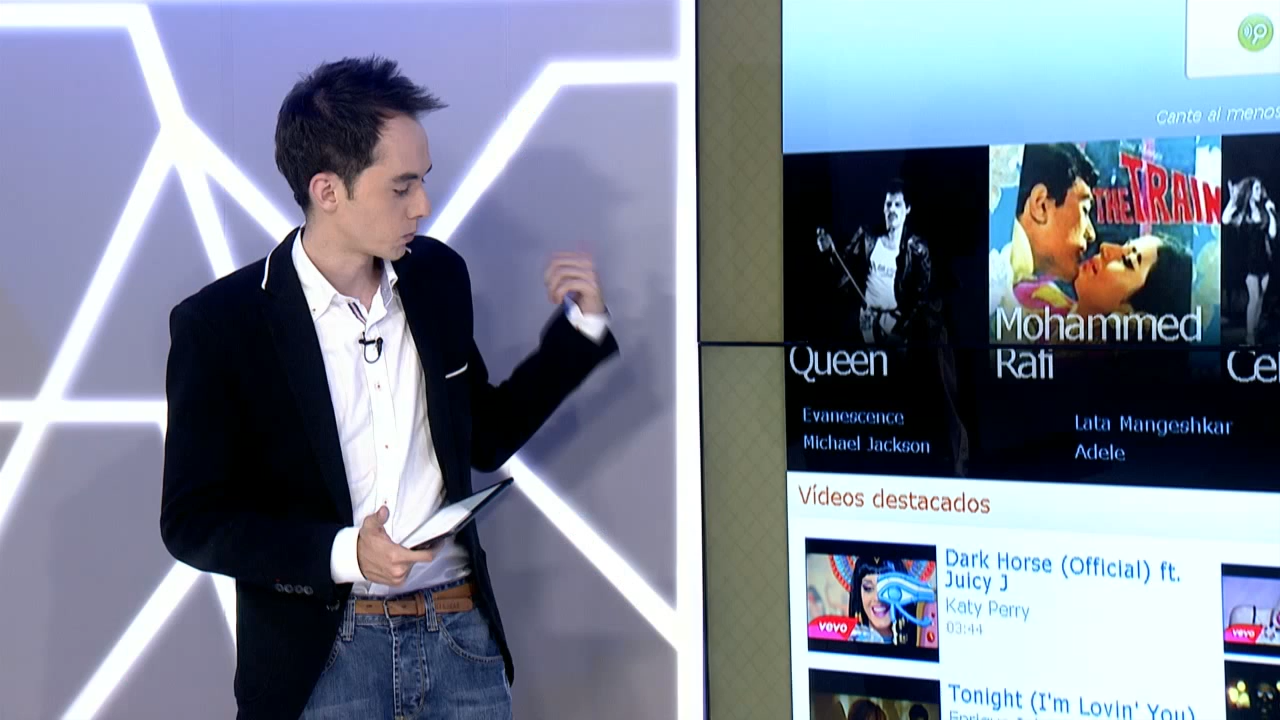 Cante al menos
THE TRAIN
Mohammed
Rafi
Queen
Evanescence
Michael Jackson
Lata Mangeshkar
Adele
Vídeos destacados
Dark Horse (Official) ft.
Juicy J
Katy Perry
03:44
vevo
vevo
Tonight (I'm Lovin' You)